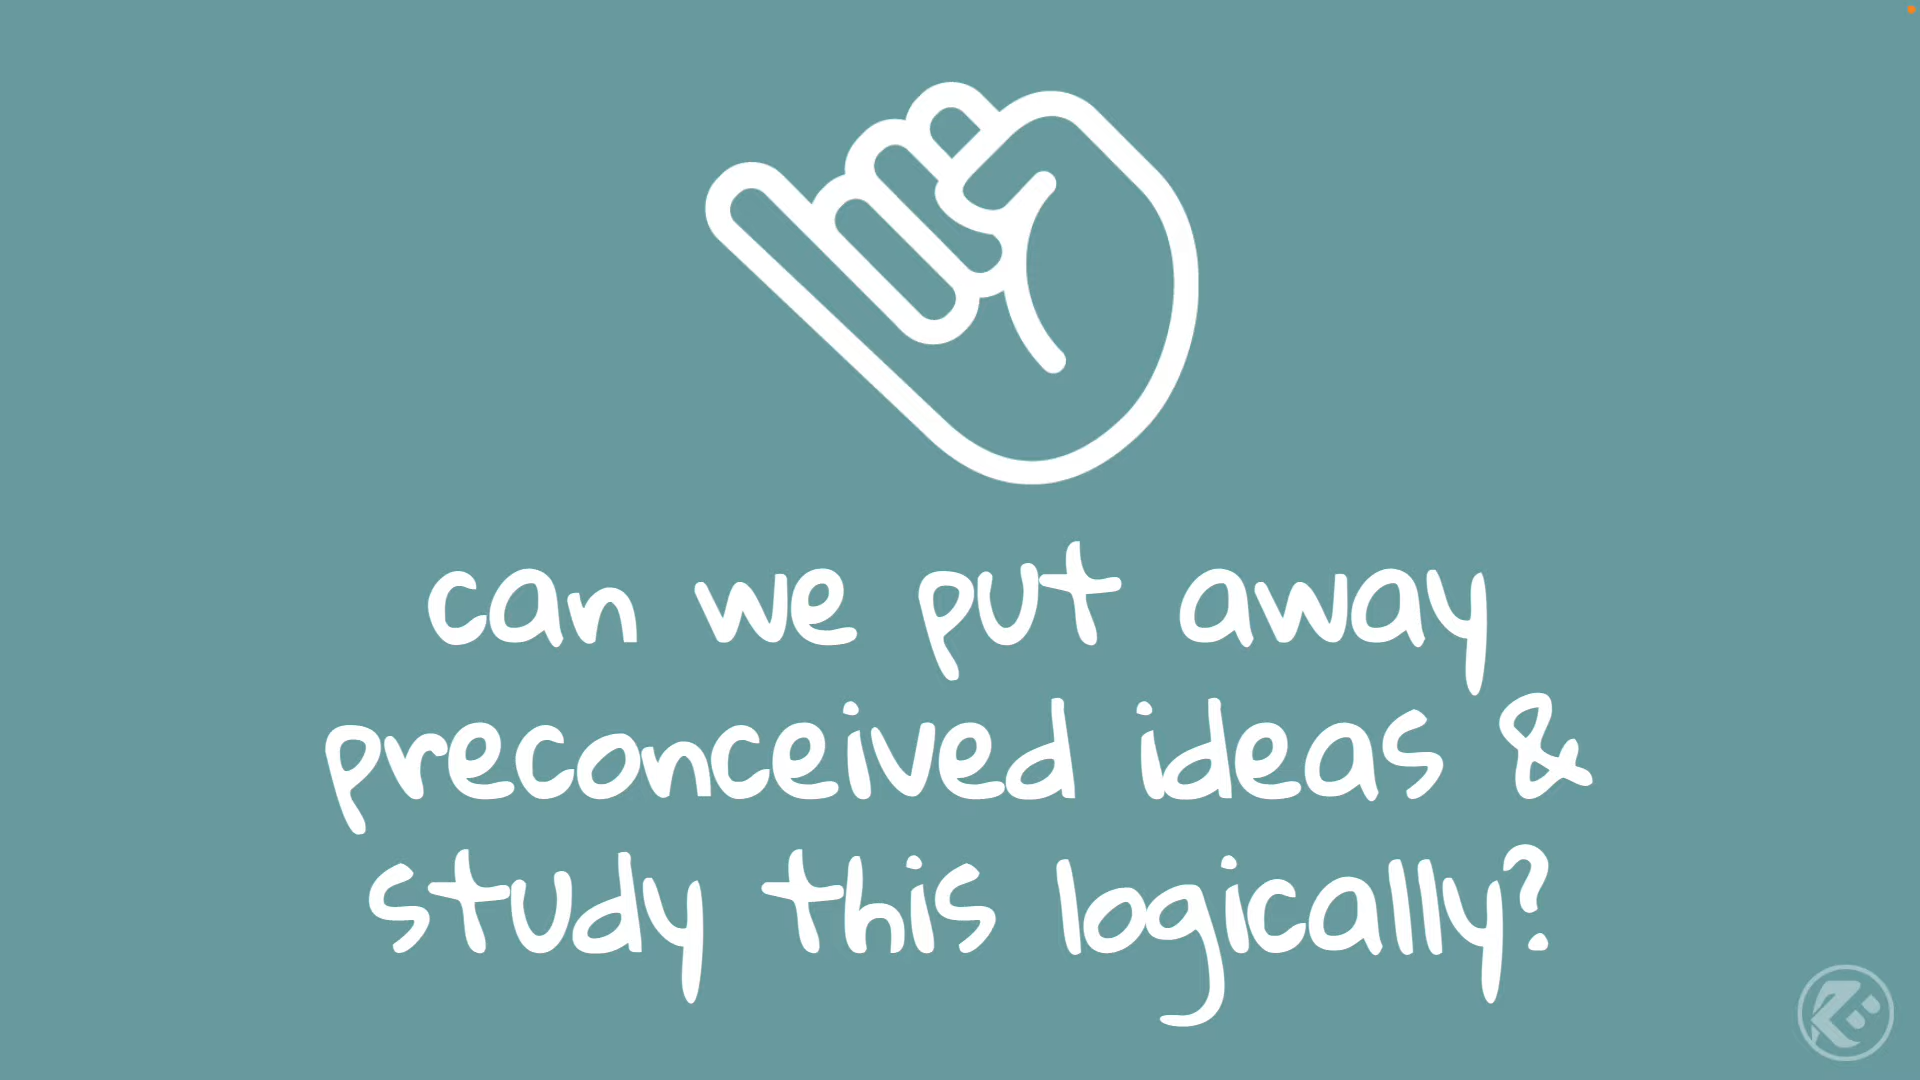 can we put away
preconceived ideas &
study this logically?